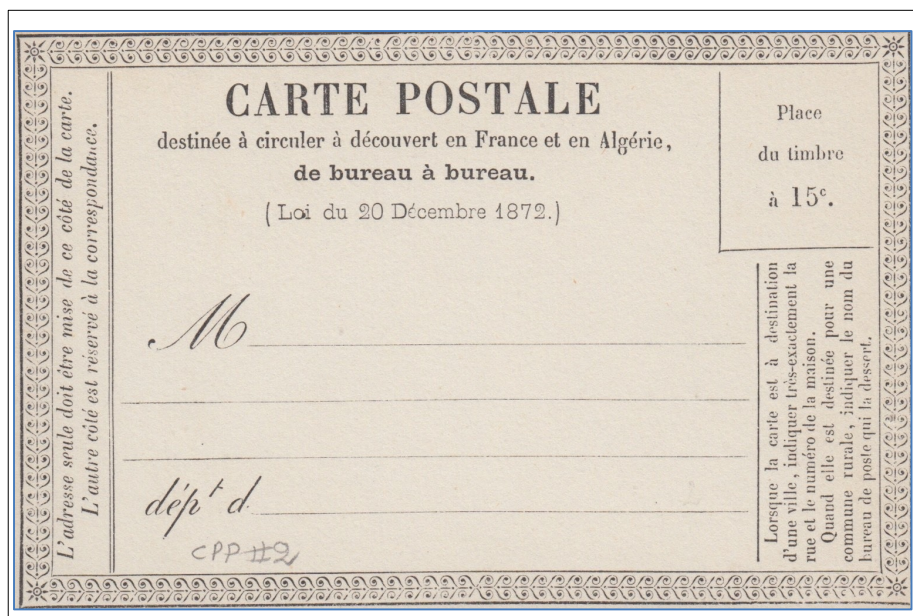 CARTE POSTALE
destinée à circuler à découvert en France et en Algérie,
de bureau à bureau.
(Loi du 20 Décembre 1872.)
Place
du timbre
à 15c.
L'adresse seule doit être mise de ce côté de la carte.
L'autre côté est réservé à la correspondance.
M
dépt d
CPP #2
Lorsque la carte est à destination
d'une ville, indiquer très-exactement la
rue et le numéro de la maison.
Quand elle est destinée pour une
commune rurale, indiquer le nom du
bureau de poste qui la dessert.